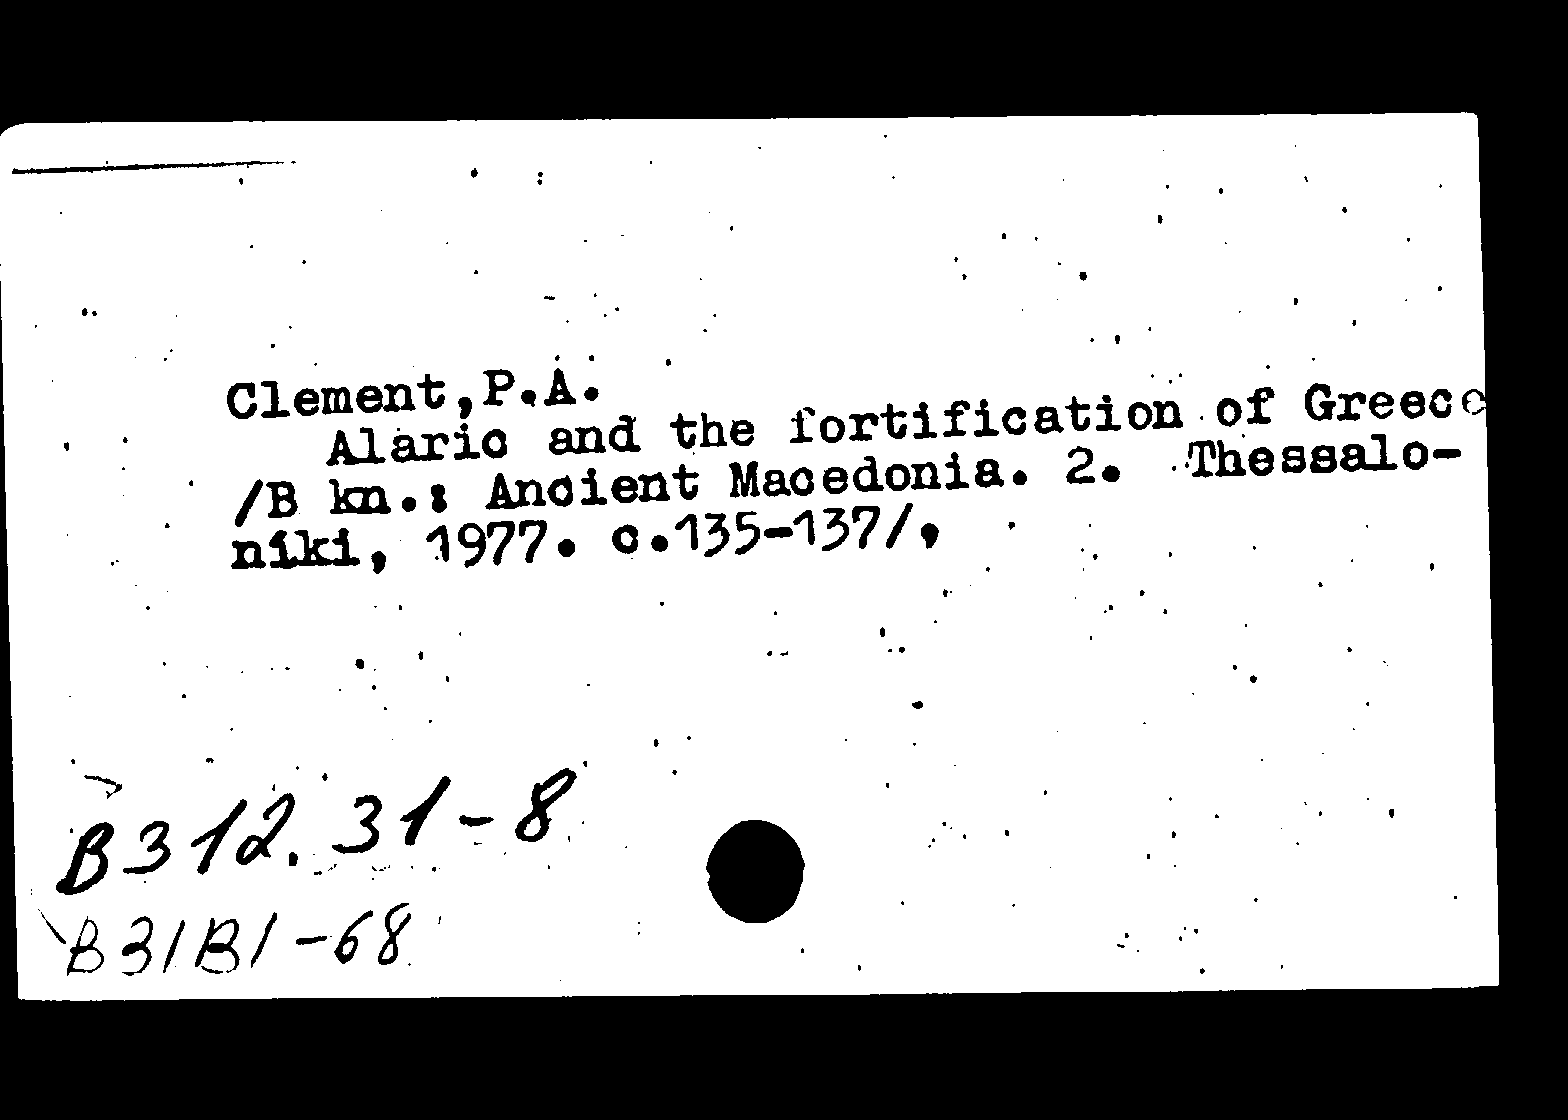 Clement,P.A.
Alaric and the fortification of Greece
/B kn.: Ancient Macedonia. 2. Thessalo-
niki, 1977. c.135-137/,
B312.31-8
B31B1-68